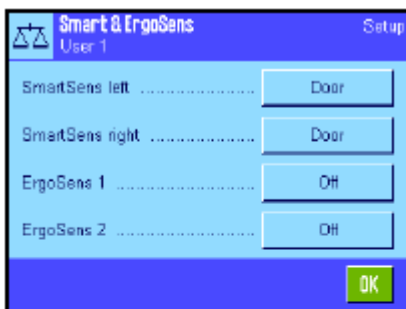 Smart & ErgoSens Setup
User 1
SmartSens left ........................ Door
SmartSens right ...................... Door
ErgoSens 1 ............................. Off
ErgoSens 2 ............................. Off
OK